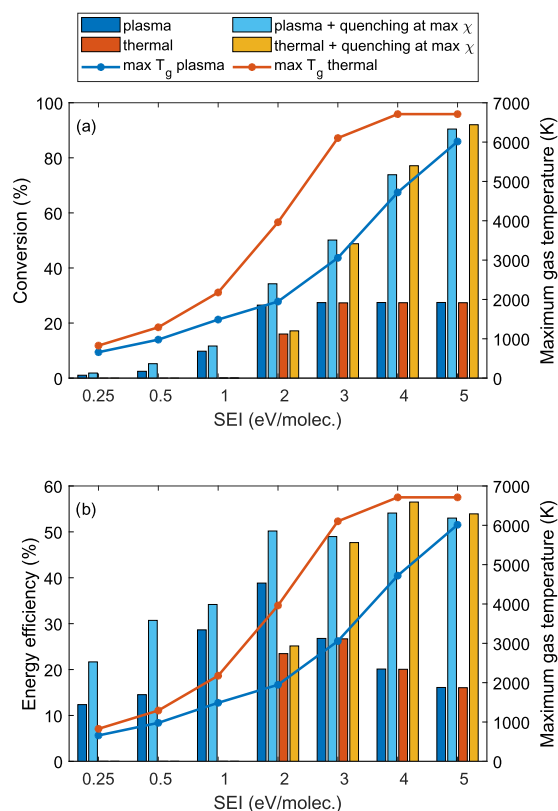 plasma
plasma + quenching at max χ
thermal
thermal + quenching at max χ
max Tg plasma
max Tg thermal
(a)
Conversion (%)
100
80
60
40
20
0
Maximum gas temperature (K)
7000
6000
5000
4000
3000
2000
1000
0
0.25 0.5 1 2 3 4 5
SEI (eV/molec.)
(b)
Energy efficiency (%)
60
50
40
30
20
10
0
Maximum gas temperature (K)
7000
6000
5000
4000
3000
2000
1000
0
0.25 0.5 1 2 3 4 5
SEI (eV/molec.)